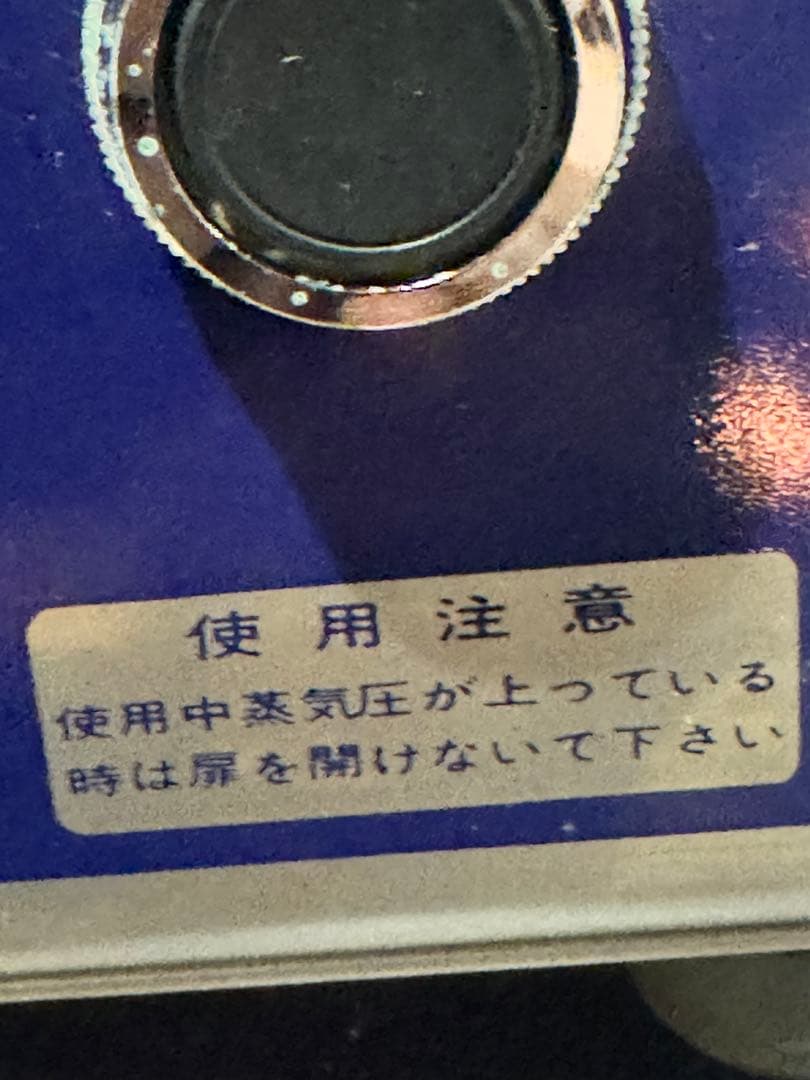 使用注意
使用中蒸気圧が上っている
時は扉を開けないで下さい